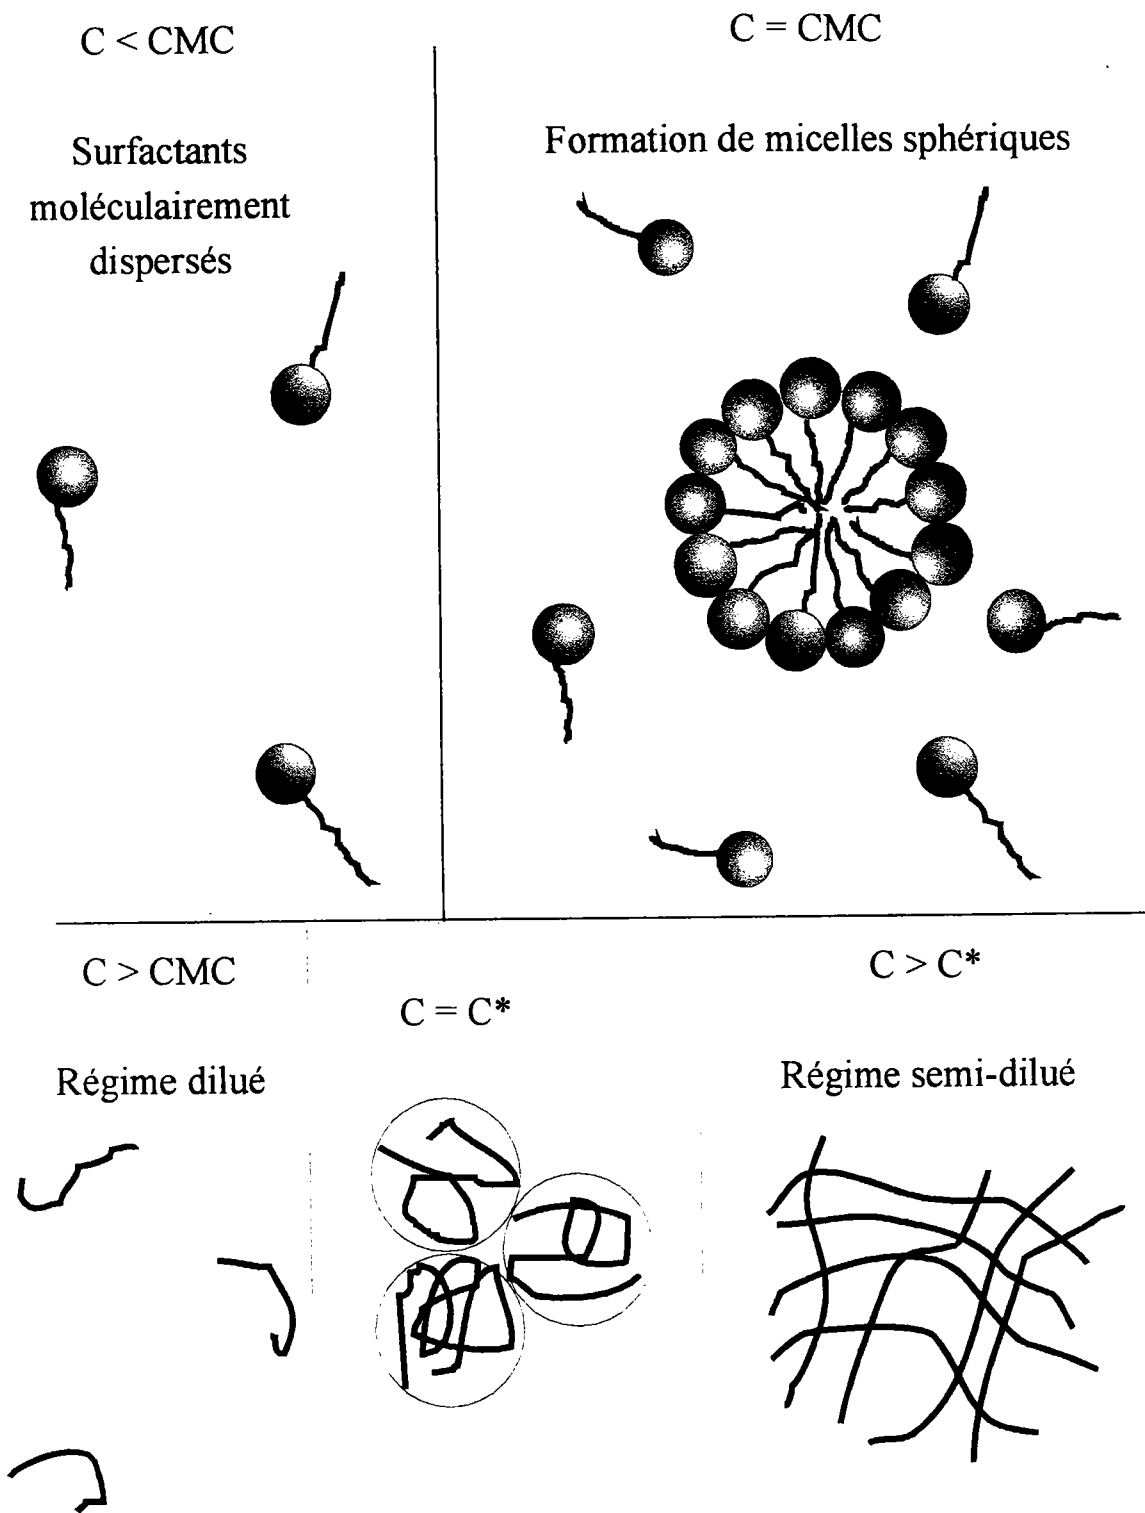 C < CMC
Surfactants
moléculairement
dispersés
C = CMC
Formation de micelles sphériques
C > CMC
Régime dilué
C = C*
C > C*
Régime semi-dilué